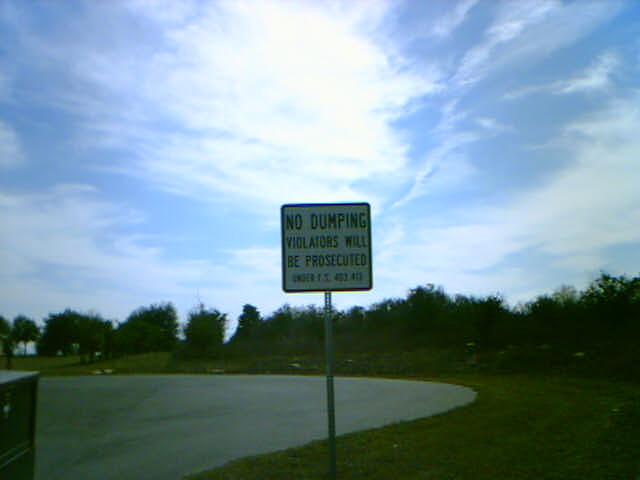 NO DUMPING
VIOLATORS WILL
BE PROSECUTED
UNDER F.S. 403.413